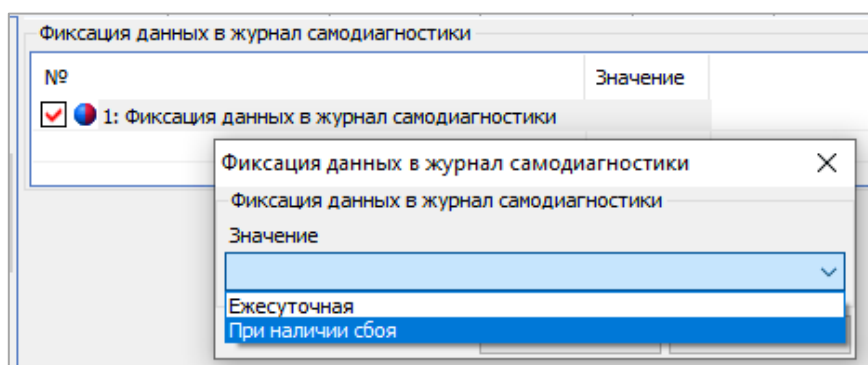 Фиксация данных в журнал самодиагностики
№ Значение
1: Фиксация данных в журнал самодиагностики
Фиксация данных в журнал самодиагностики
Фиксация данных в журнал самодиагностики
Значение
Ежесуточная
При наличии сбоя